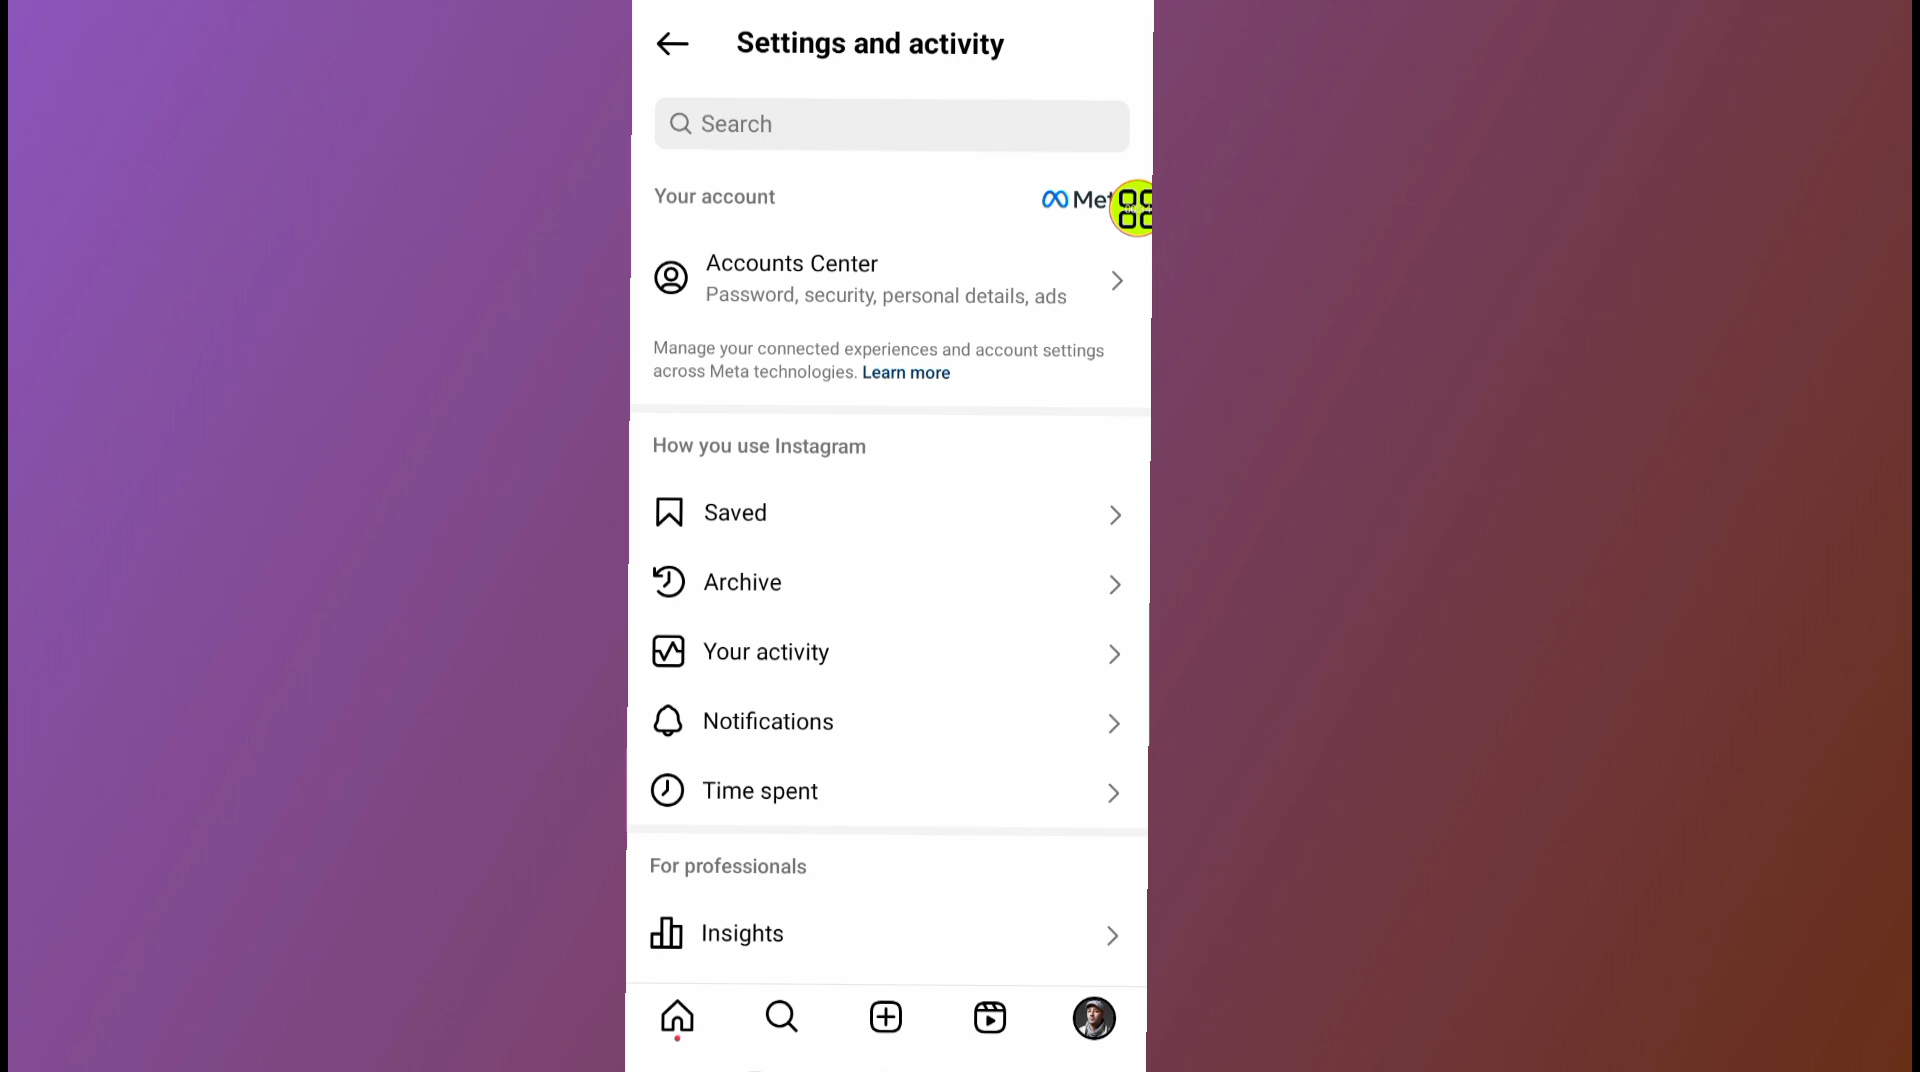 Settings and activity
Search
Your account
Accounts Center
Password, security, personal details, ads
Manage your connected experiences and account settings
across Meta technologies. Learn more
How you use Instagram
Saved
Archive
Your activity
Notifications
Time spent
For professionals
Insights